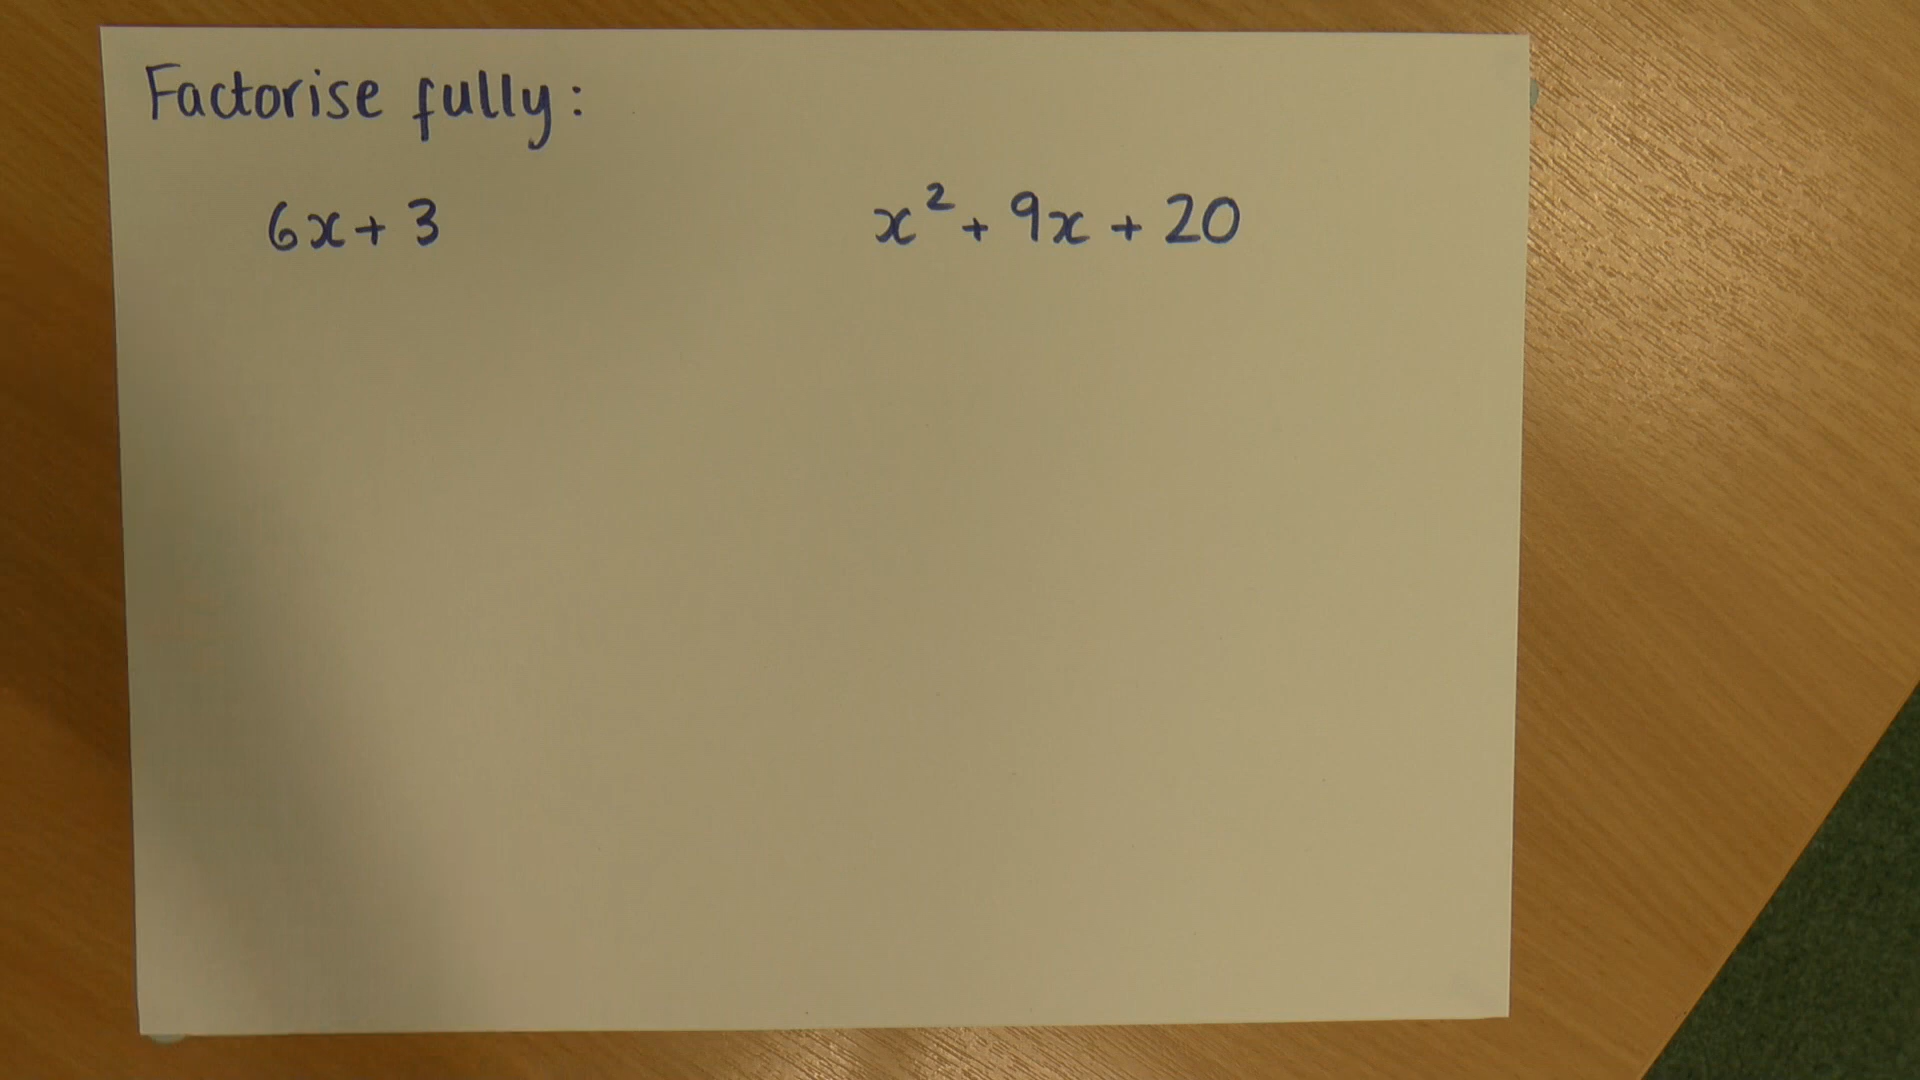 Factorise fully:
6x + 3
x² + 9x + 20